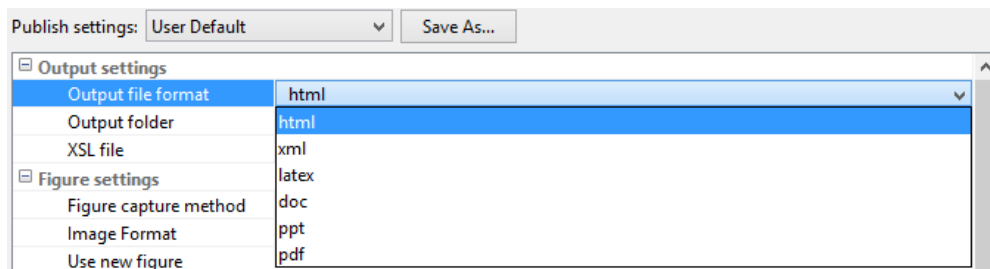 Publish settings: User Default Save As...
Output settings
Output file format html
Output folder html
XSL file xml
Figure settings latex
Figure capture method doc
Image Format ppt
Use new figure pdf